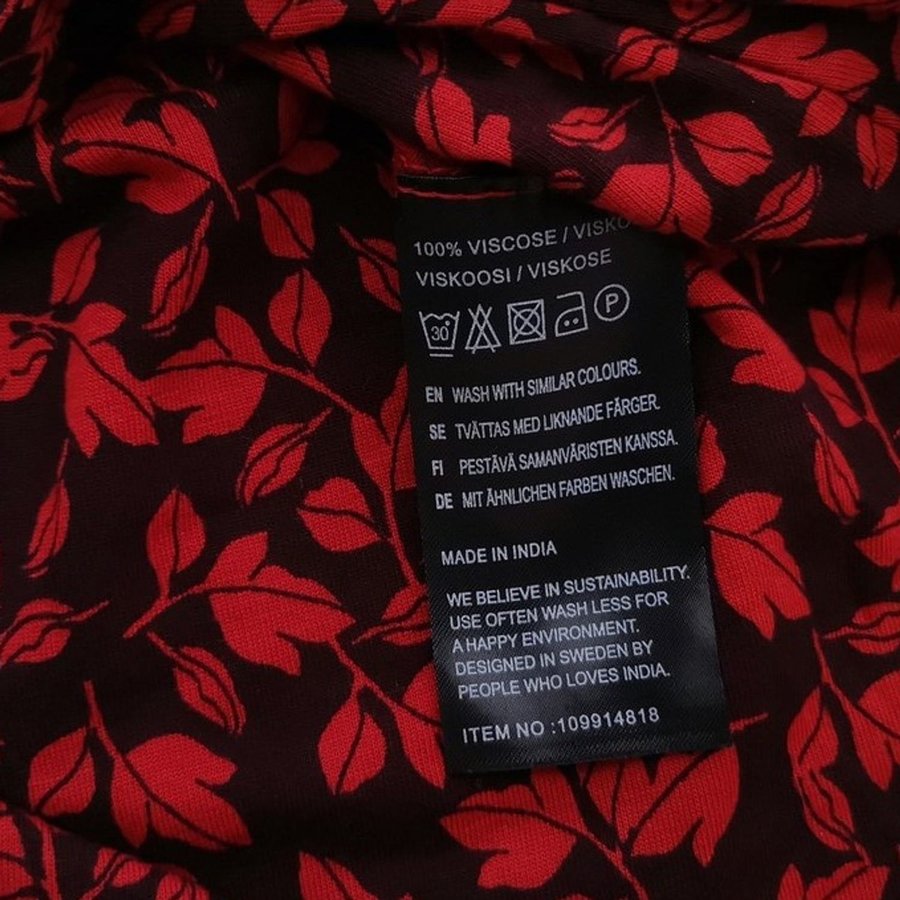 100% VISCOSE / VISKO
VISKOOSI / VISKOSE
30 P
EN WASH WITH SIMILAR COLOURS.
SE TVÄTTAS MED LIKNANDE FÄRGER.
FI PESTÄVÄ SAMANVÄRISTEN KANSSA.
DE MIT ÄHNLICHEN FARBEN WASCHEN.
MADE IN INDIA
WE BELIEVE IN SUSTAINABILITY.
USE OFTEN WASH LESS FOR
A HAPPY ENVIRONMENT.
DESIGNED IN SWEDEN BY
PEOPLE WHO LOVES INDIA.
ITEM NO :109914818